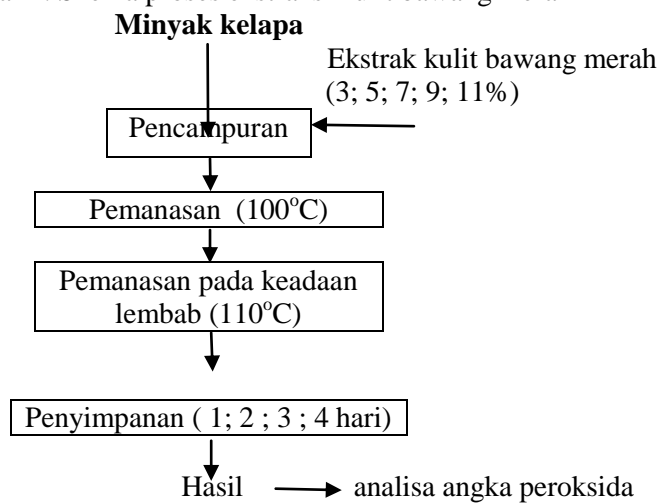 Minyak kelapa
Ekstrak kulit bawang merah
(3; 5; 7; 9; 11%)
Pencampuran
Pemanasan (100°C)
Pemanasan pada keadaan
lembab (110°C)
Penyimpanan ( 1; 2 ; 3 ; 4 hari)
Hasil analisa angka peroksida